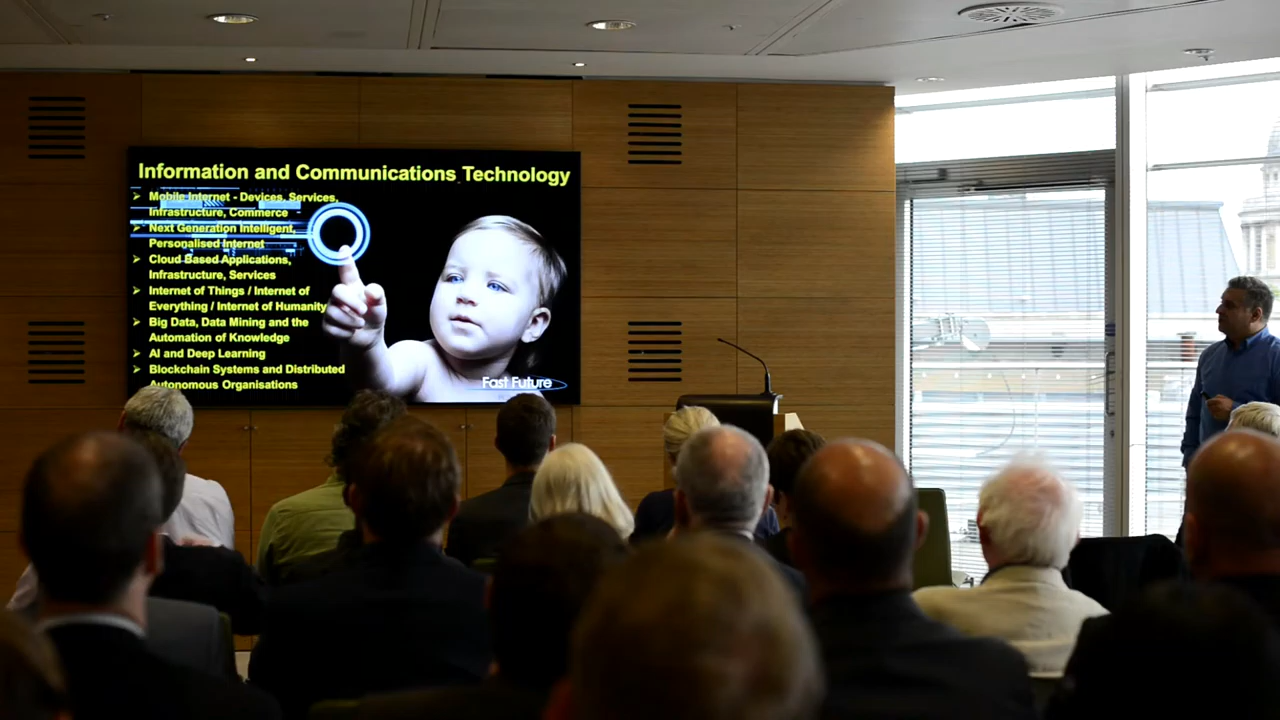 Information and Communications Technology
➢ Mobile Internet - Devices, Services,
Infrastructure, Commerce
➢ Next Generation Intelligent,
Personalised Internet
➢ Cloud Based Applications,
Infrastructure, Services
➢ Internet of Things / Internet of
Everything / Internet of Humanity
➢ Big Data, Data Mining and the
Automation of Knowledge
➢ AI and Deep Learning
➢ Blockchain Systems and Distributed
Autonomous Organisations
Fast Future